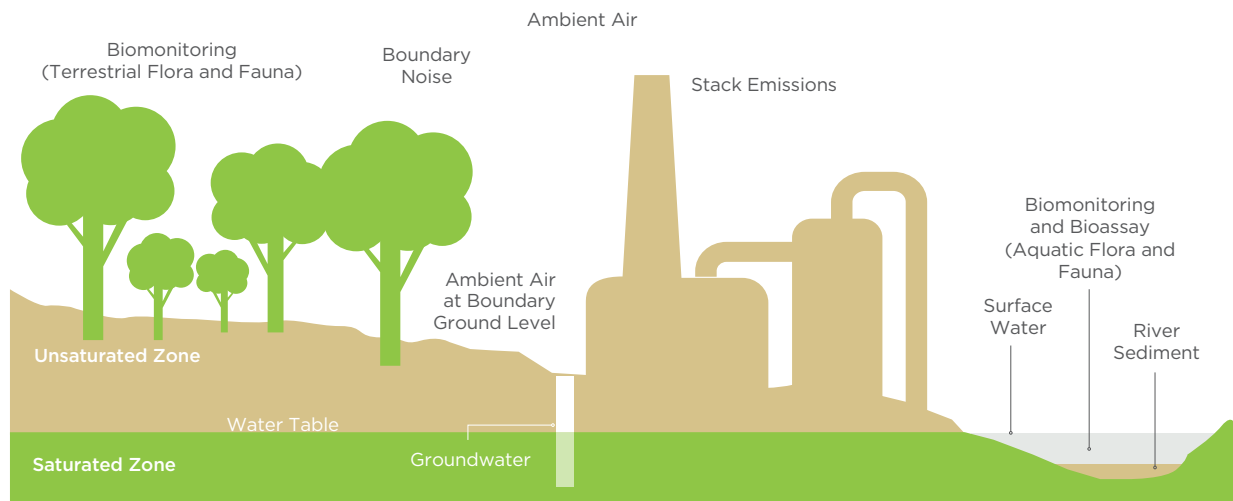 Ambient Air
Biomonitoring
(Terrestrial Flora and Fauna)
Boundary
Noise
Stack Emissions
Biomonitoring
and Bioassay
(Aquatic Flora and
Fauna)
Ambient Air
at Boundary
Ground Level
Surface
Water
River
Sediment
Unsaturated Zone
Water Table
Groundwater
Saturated Zone